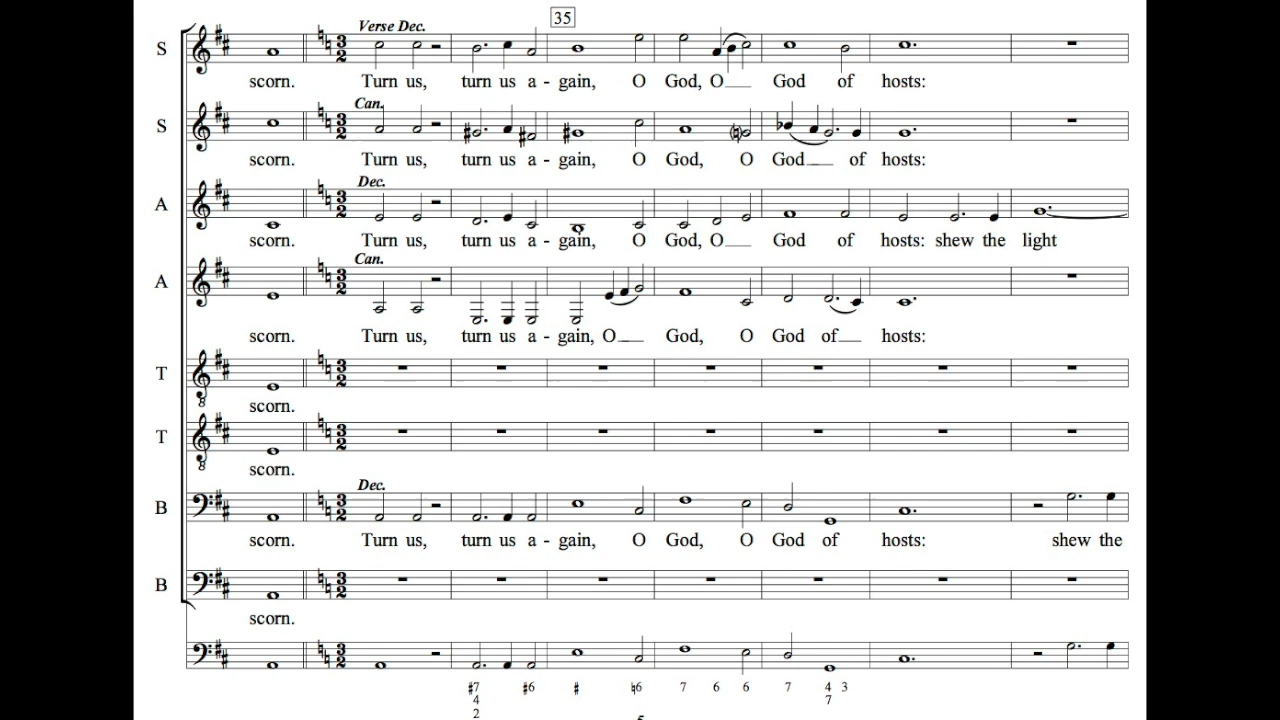 35
Verse Dec.
S
scorn. Turn us, turn us a - gain, O God, O God of hosts:
Can.
S
scorn. Turn us, turn us a - gain, O God, O God of hosts:
Dec.
A
scorn. Turn us, turn us a - gain, O God, O God of hosts: shew the light
Can.
A
scorn. Turn us, turn us a - gain, O God, O God of hosts:
T
8
scorn.
T
8
scorn.
Dec.
B
scorn. Turn us, turn us a - gain, O God, O God of hosts: shew the
B
scorn.
♯7 ♯6 ♯ ♮6 7 6 6 7 4 3
4 7
2